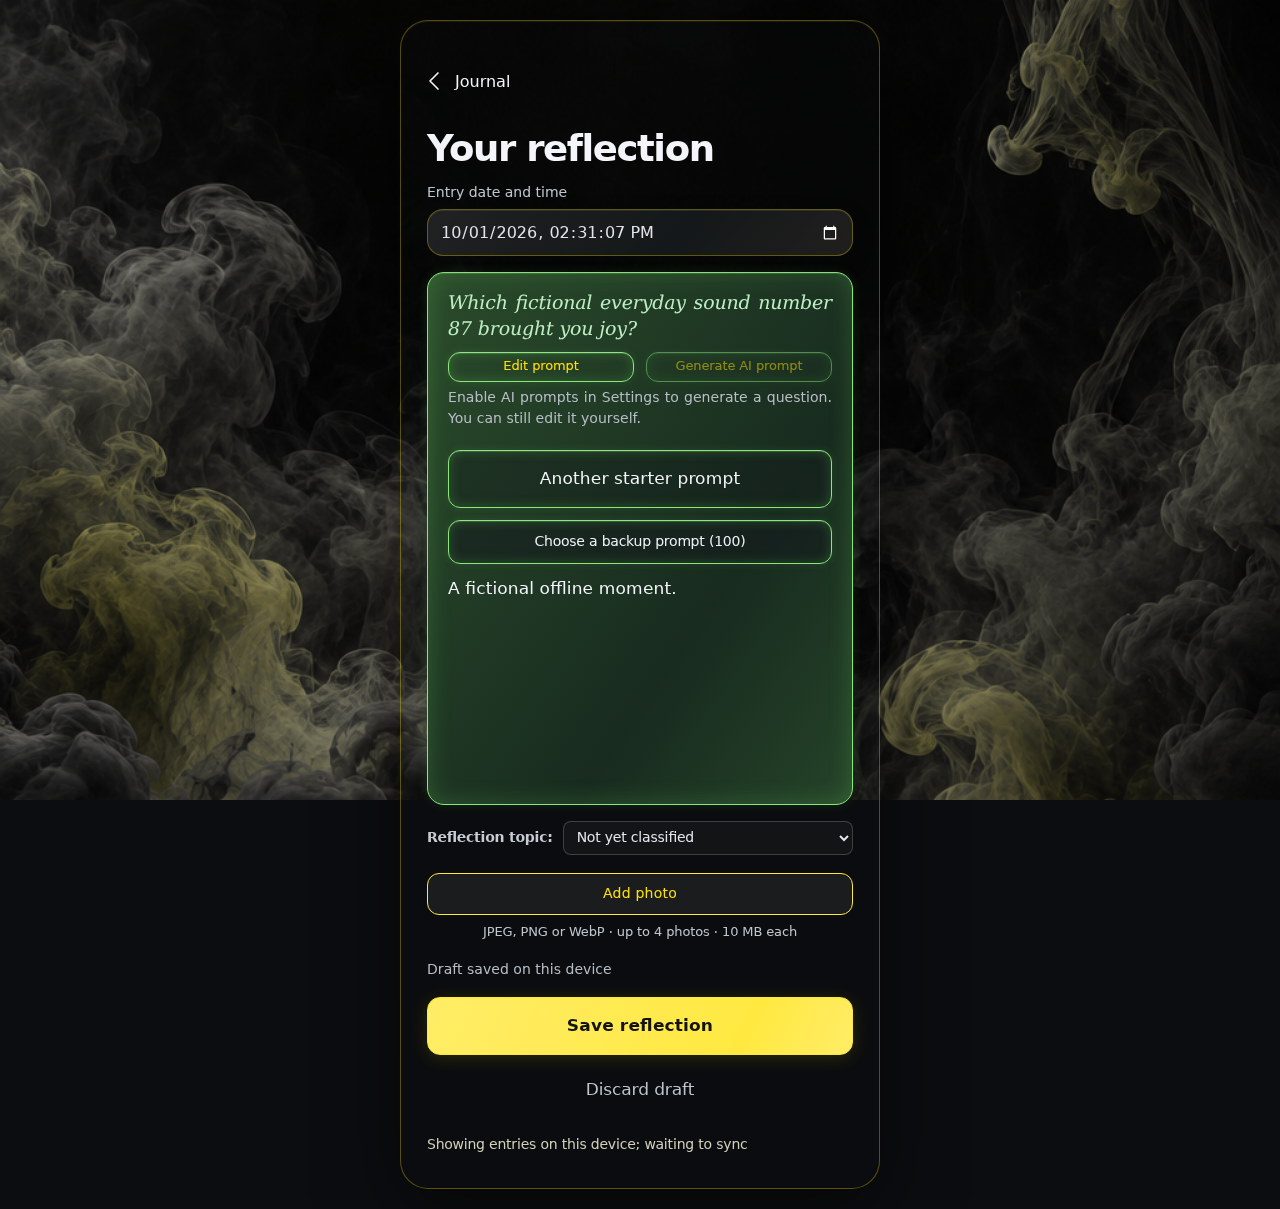 Journal
Your reflection
Entry date and time
10/01/2026, 02:31:07 PM
Which fictional everyday sound number
87 brought you joy?
Edit prompt
Generate AI prompt
Enable AI prompts in Settings to generate a question.
You can still edit it yourself.
Another starter prompt
Choose a backup prompt (100)
A fictional offline moment.
Reflection topic:
Not yet classified
Add photo
JPEG, PNG or WebP · up to 4 photos · 10 MB each
Draft saved on this device
Save reflection
Discard draft
Showing entries on this device; waiting to sync